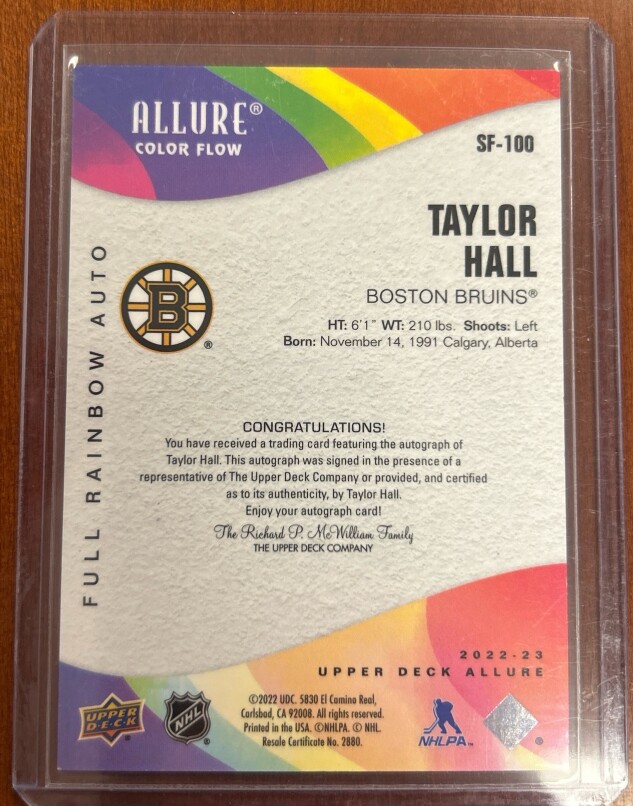 ALLURE®
COLOR FLOW
SF-100
TAYLOR
HALL
BOSTON BRUINS®
HT: 6'1" WT: 210 lbs. Shoots: Left
Born: November 14, 1991 Calgary, Alberta
FULL RAINBOW AUTO
B
®
CONGRATULATIONS!
You have received a trading card featuring the autograph of
Taylor Hall. This autograph was signed in the presence of a
representative of The Upper Deck Company or provided, and certified
as to its authenticity, by Taylor Hall.
Enjoy your autograph card!
The Richard P. McWilliam Family
THE UPPER DECK COMPANY
2022-23
UPPER DECK ALLURE
UPPER
D·E·C·K
NHL
®
©2022 UDC. 5830 El Camino Real,
Carlsbad, CA 92008. All rights reserved.
Printed in the USA. ©NHLPA. © NHL.
Resale Certificate No. 2880.
NHLPA™
®